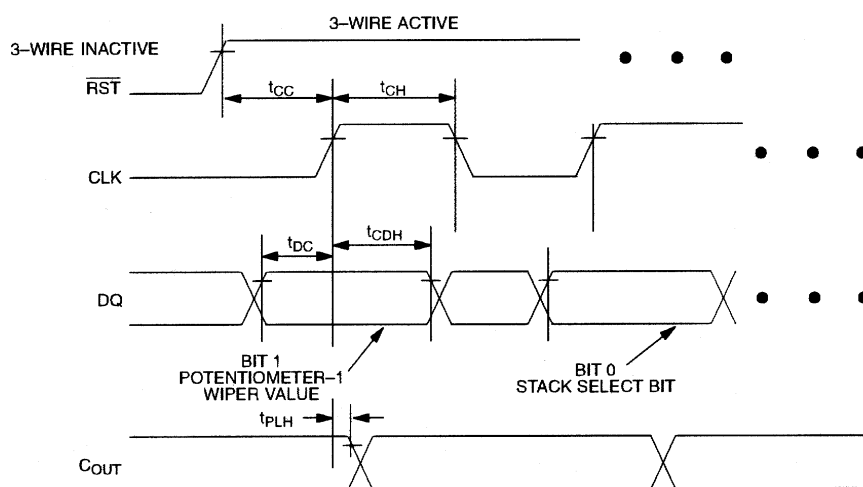 3–WIRE ACTIVE
3–WIRE INACTIVE
RST
tCC
tCH
CLK
tDC
tCDH
DQ
BIT 1
POTENTIOMETER–1
WIPER VALUE
BIT 0
STACK SELECT BIT
tPLH
COUT